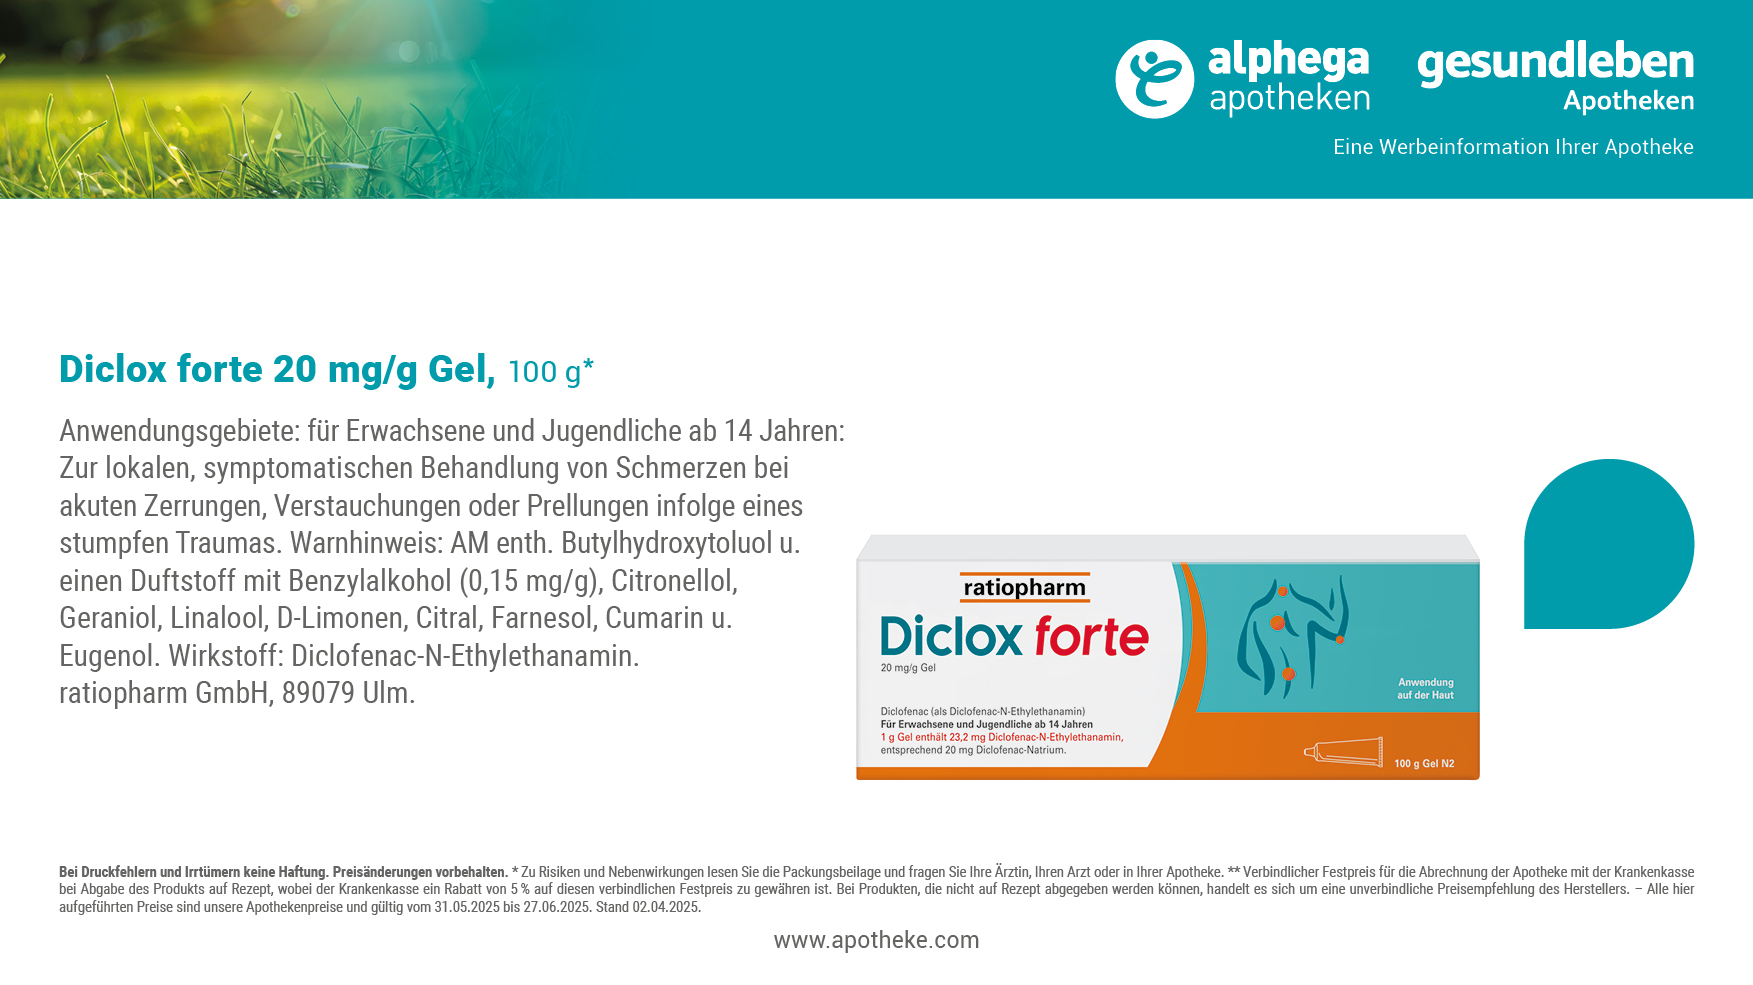 alphega
apotheken
gesundleben
Apotheken
Eine Werbeinformation Ihrer Apotheke
Diclox forte 20 mg/g Gel, 100 g*
Anwendungsgebiete: für Erwachsene und Jugendliche ab 14 Jahren:
Zur lokalen, symptomatischen Behandlung von Schmerzen bei
akuten Zerrungen, Verstauchungen oder Prellungen infolge eines
stumpfen Traumas. Warnhinweis: AM enth. Butylhydroxytoluol u.
einen Duftstoff mit Benzylalkohol (0,15 mg/g), Citronellol,
Geraniol, Linalool, D-Limonen, Citral, Farnesol, Cumarin u.
Eugenol. Wirkstoff: Diclofenac-N-Ethylethanamin.
ratiopharm GmbH, 89079 Ulm.
ratiopharm
Diclox forte
20 mg/g Gel
Diclofenac (als Diclofenac-N-Ethylethanamin)
Für Erwachsene und Jugendliche ab 14 Jahren
1 g Gel enthält 23,2 mg Diclofenac-N-Ethylethanamin,
entsprechend 20 mg Diclofenac-Natrium.
Anwendung
auf der Haut
100 g Gel N2
Bei Druckfehlern und Irrtümern keine Haftung. Preisänderungen vorbehalten. * Zu Risiken und Nebenwirkungen lesen Sie die Packungsbeilage und fragen Sie Ihre Ärztin, Ihren Arzt oder in Ihrer Apotheke. ** Verbindlicher Festpreis für die Abrechnung der Apotheke mit der Krankenkasse
bei Abgabe des Produkts auf Rezept, wobei der Krankenkasse ein Rabatt von 5 % auf diesen verbindlichen Festpreis zu gewähren ist. Bei Produkten, die nicht auf Rezept abgegeben werden können, handelt es sich um eine unverbindliche Preisempfehlung des Herstellers. – Alle hier
aufgeführten Preise sind unsere Apothekenpreise und gültig vom 31.05.2025 bis 27.06.2025. Stand 02.04.2025.
www.apotheke.com